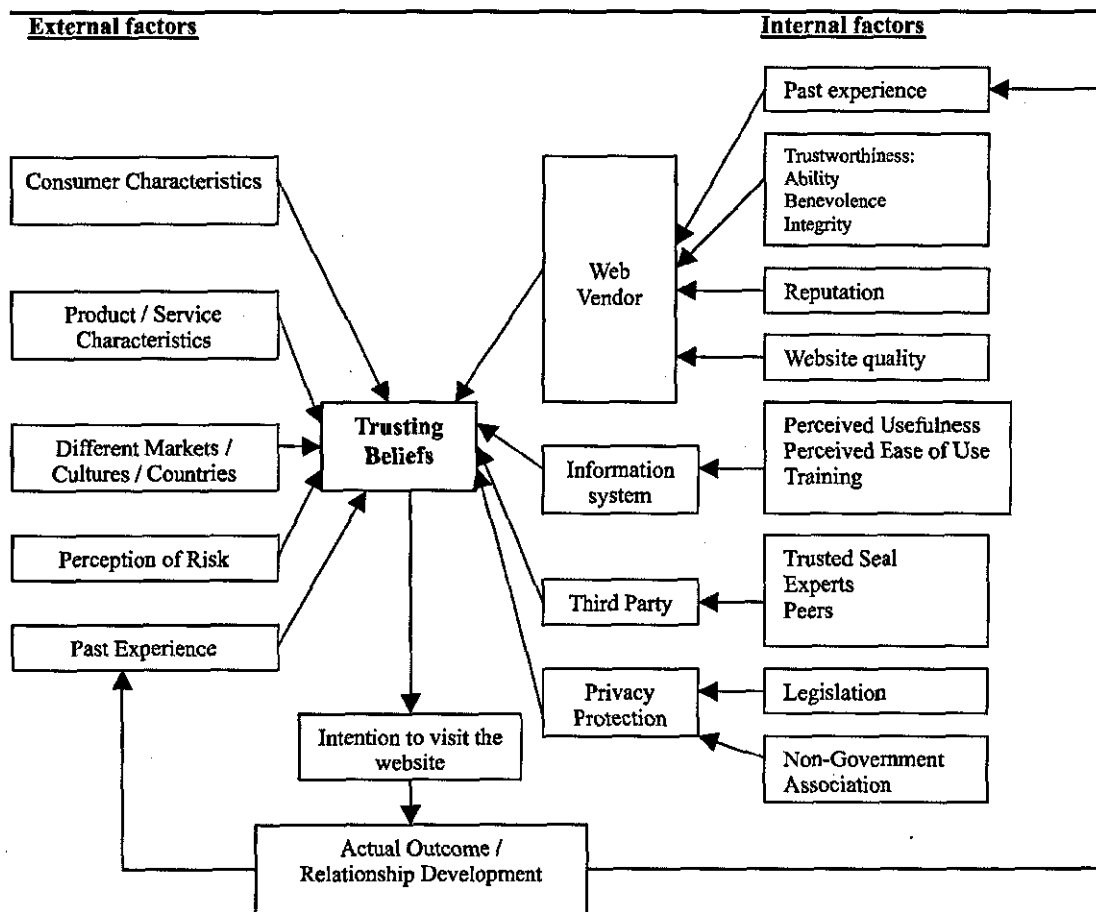 External factors
Internal factors
Consumer Characteristics
Product / Service
Characteristics
Different Markets /
Cultures / Countries
Perception of Risk
Past Experience
Trusting
Beliefs
Intention to visit the
website
Actual Outcome /
Relationship Development
Web
Vendor
Information
system
Third Party
Privacy
Protection
Past experience
Trustworthiness:
Ability
Benevolence
Integrity
Reputation
Website quality
Perceived Usefulness
Perceived Ease of Use
Training
Trusted Seal
Experts
Peers
Legislation
Non-Government
Association